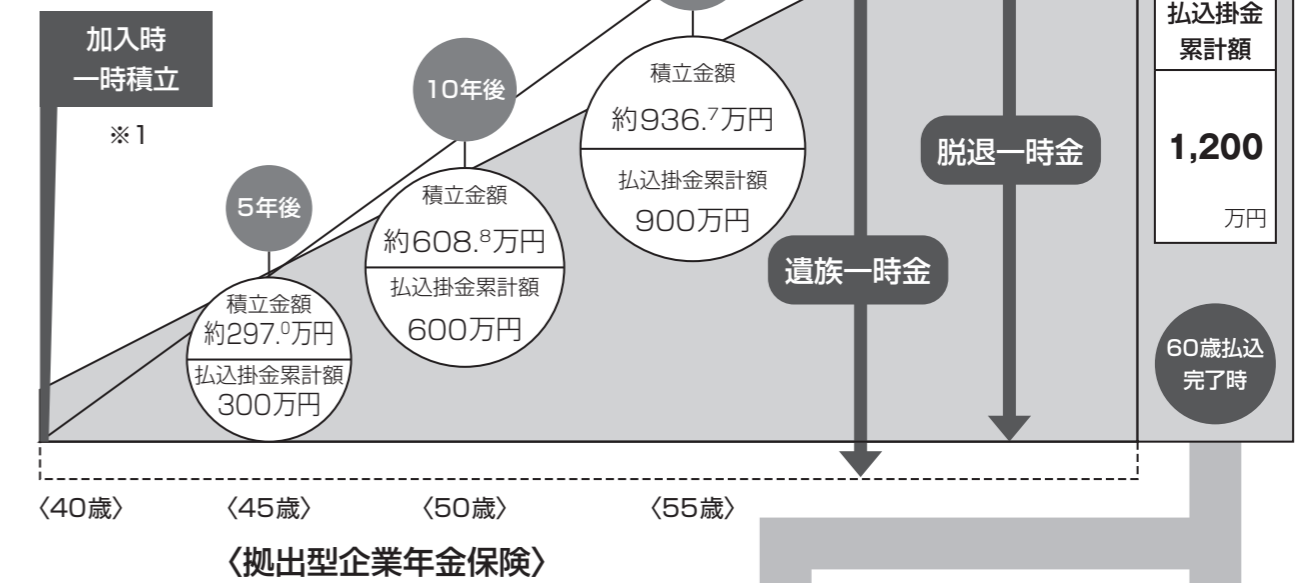 加入時
一時積立
※1
5年後
積立金額
約297.0万円
払込掛金累計額
300万円
10年後
積立金額
約608.8万円
払込掛金累計額
600万円
積立金額
約936.7万円
払込掛金累計額
900万円
遺族一時金
脱退一時金
払込掛金
累計額
1,200
万円
60歳払込
完了時
〈40歳〉
〈45歳〉
〈50歳〉
〈55歳〉
〈拠出型企業年金保険〉